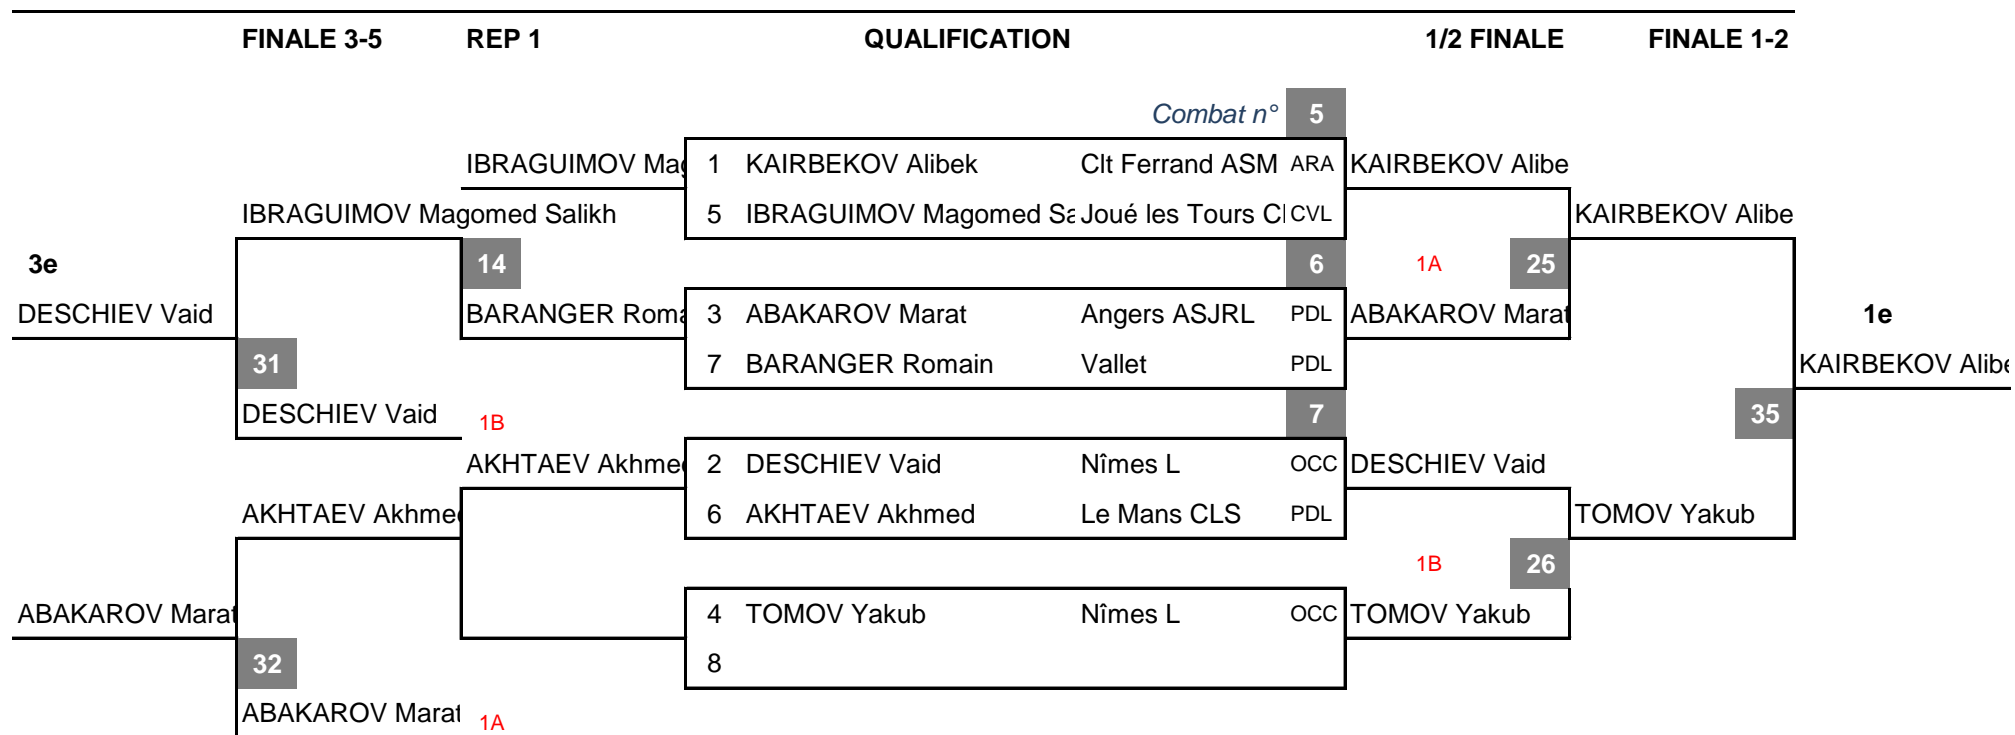 FINALE 3-5 REP 1 QUALIFICATION 1/2 FINALE FINALE 1-2
Combat n° 5
IBRAGUIMOV Mag 1 KAIRBEKOV Alibek Clt Ferrand ASM ARA KAIRBEKOV Alibe
IBRAGUIMOV Magomed Salikh 5 IBRAGUIMOV Magomed Sa Joué les Tours Cl CVL KAIRBEKOV Alibe
3e 14 6 1A 25
DESCHIEV Vaid BARANGER Roma 3 ABAKAROV Marat Angers ASJRL PDL ABAKAROV Marat 1e
31 7 BARANGER Romain Vallet PDL KAIRBEKOV Alibe
DESCHIEV Vaid 1B 7 35
AKHTAEV Akhmed 2 DESCHIEV Vaid Nîmes L OCC DESCHIEV Vaid
AKHTAEV Akhmed 6 AKHTAEV Akhmed Le Mans CLS PDL TOMOV Yakub
1B 26
ABAKAROV Marat 4 TOMOV Yakub Nîmes L OCC TOMOV Yakub
32 8
ABAKAROV Marat 1A